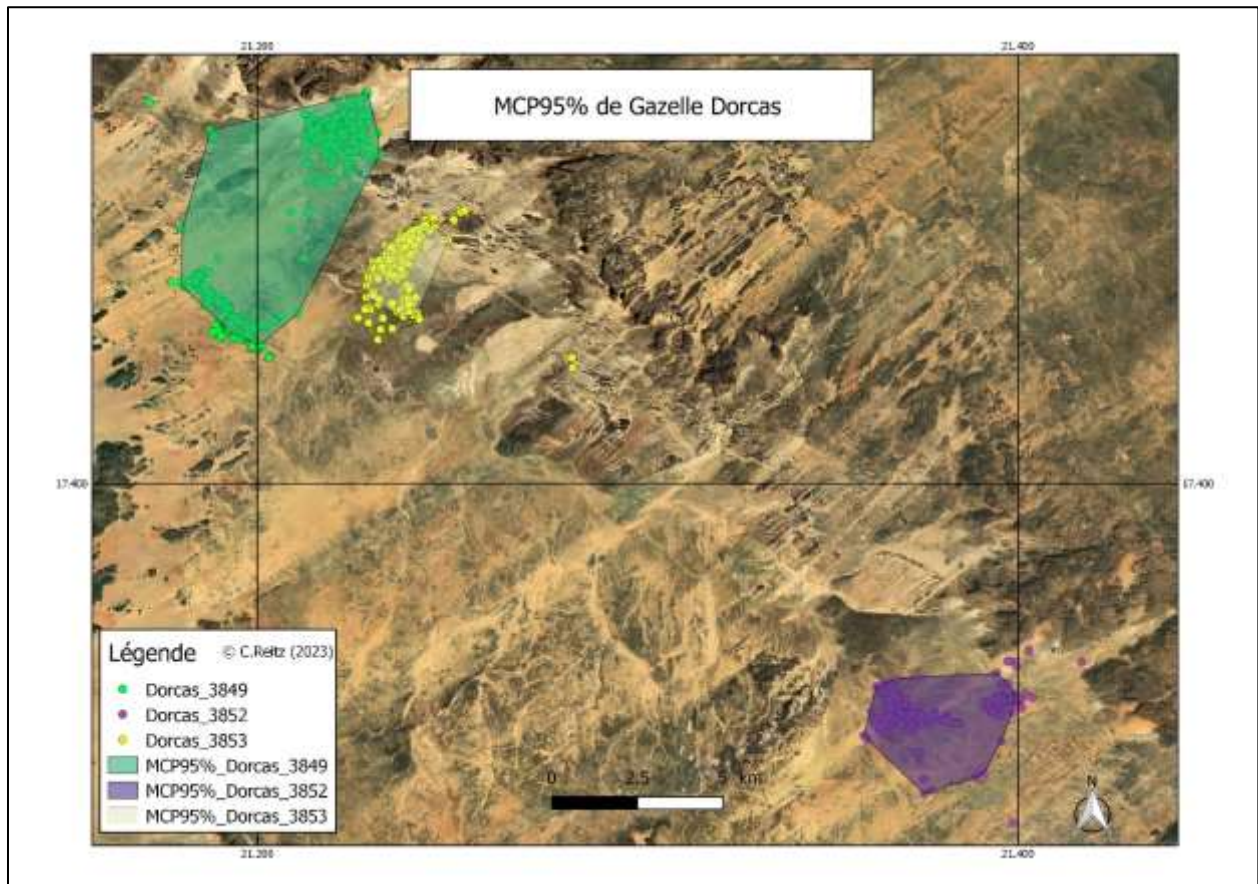 21.200 21.400
MCP95% de Gazelle Dorcas
17.400 17.400
Légende © C.Reitz (2023)
Dorcas_3849
Dorcas_3852
Dorcas_3853
MCP95%_Dorcas_3849
MCP95%_Dorcas_3852
MCP95%_Dorcas_3853
0 2.5 5 km
N
21.200 21.400